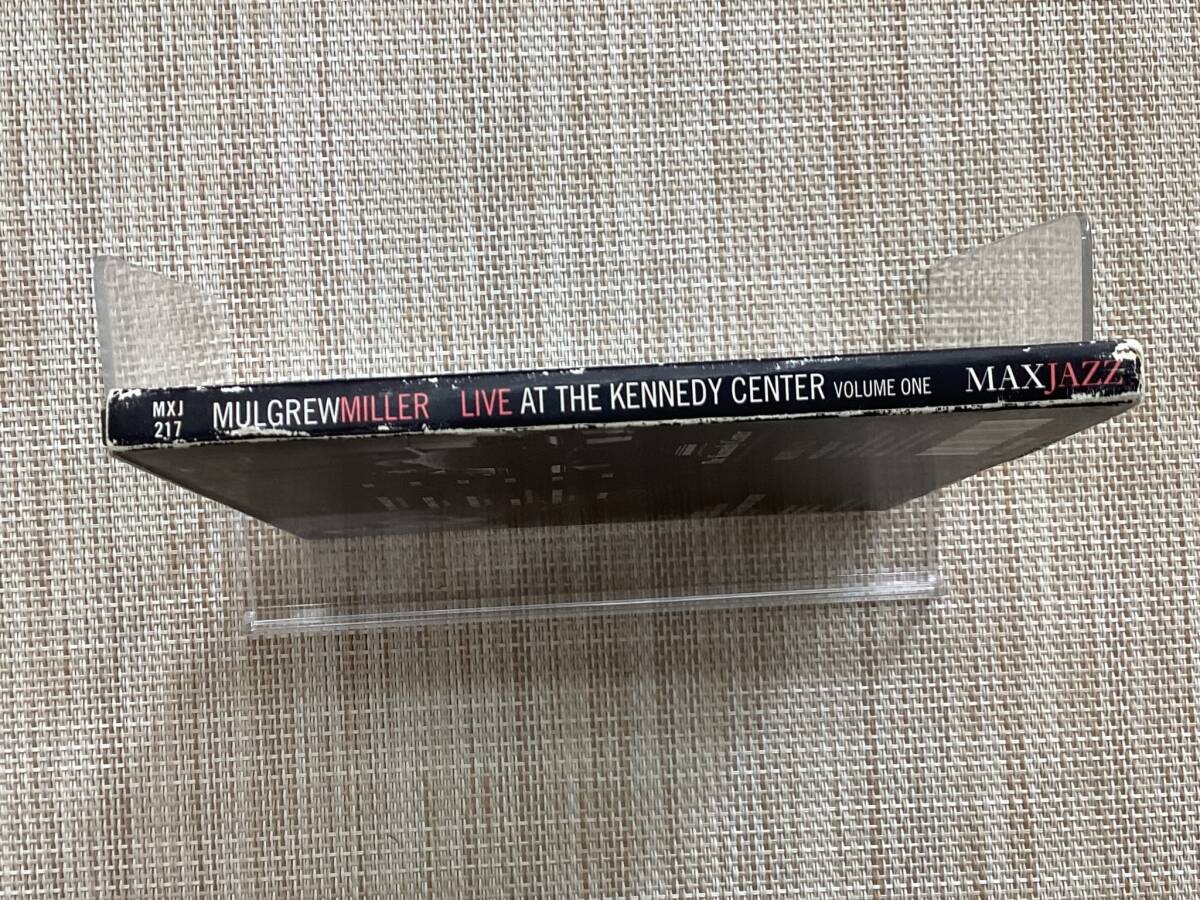 MXJ
217
MULGREWMILLER LIVE AT THE KENNEDY CENTER VOLUME ONE MAXJAZZ